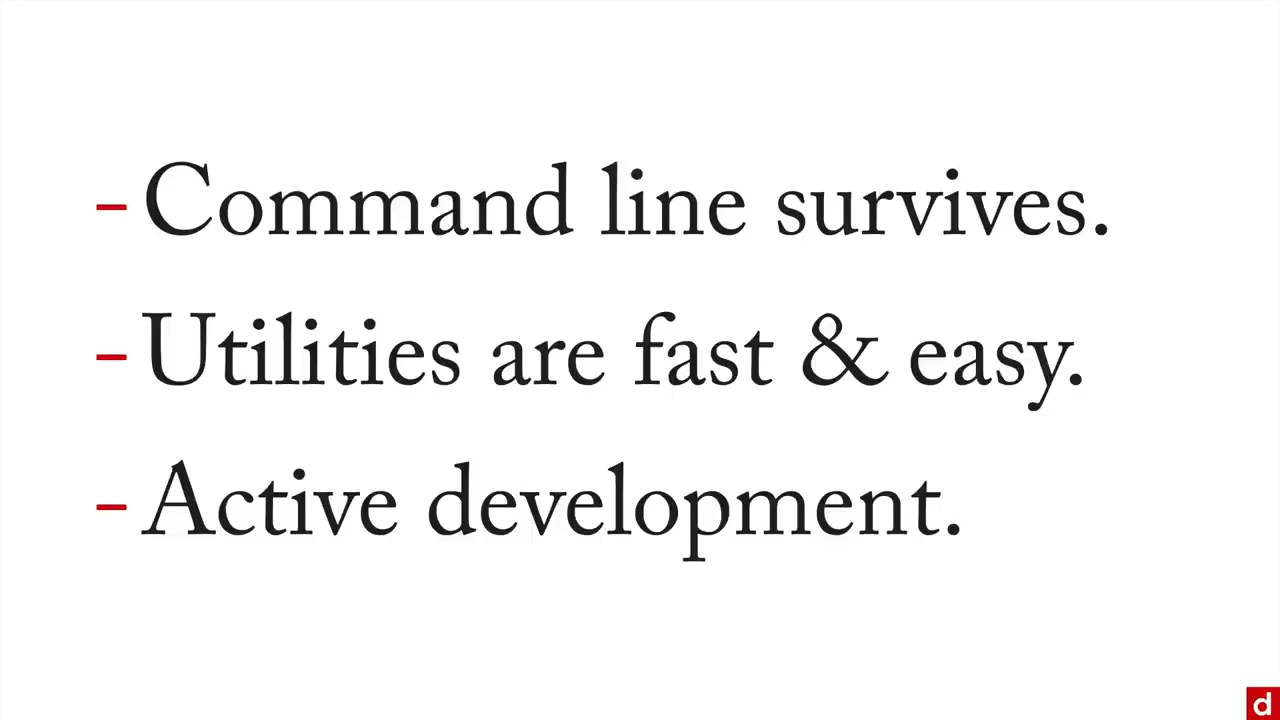 - Command line survives.
- Utilities are fast & easy.
- Active development.
d